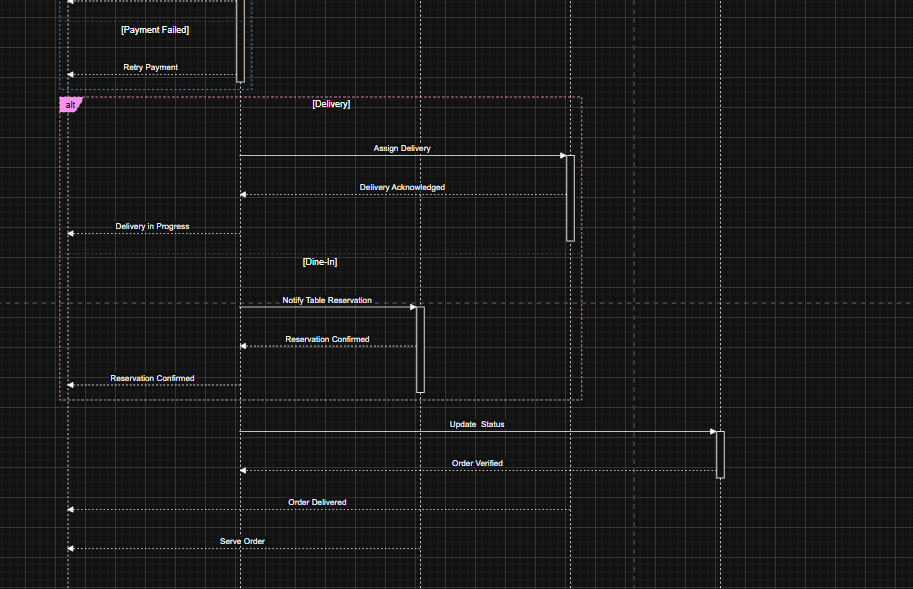 [Payment Failed]
Retry Payment
alt
[Delivery]
Assign Delivery
Delivery Acknowledged
Delivery in Progress
[Dine-In]
Notify Table Reservation
Reservation Confirmed
Reservation Confirmed
Update  Status
Order Verified
Order Delivered
Serve Order